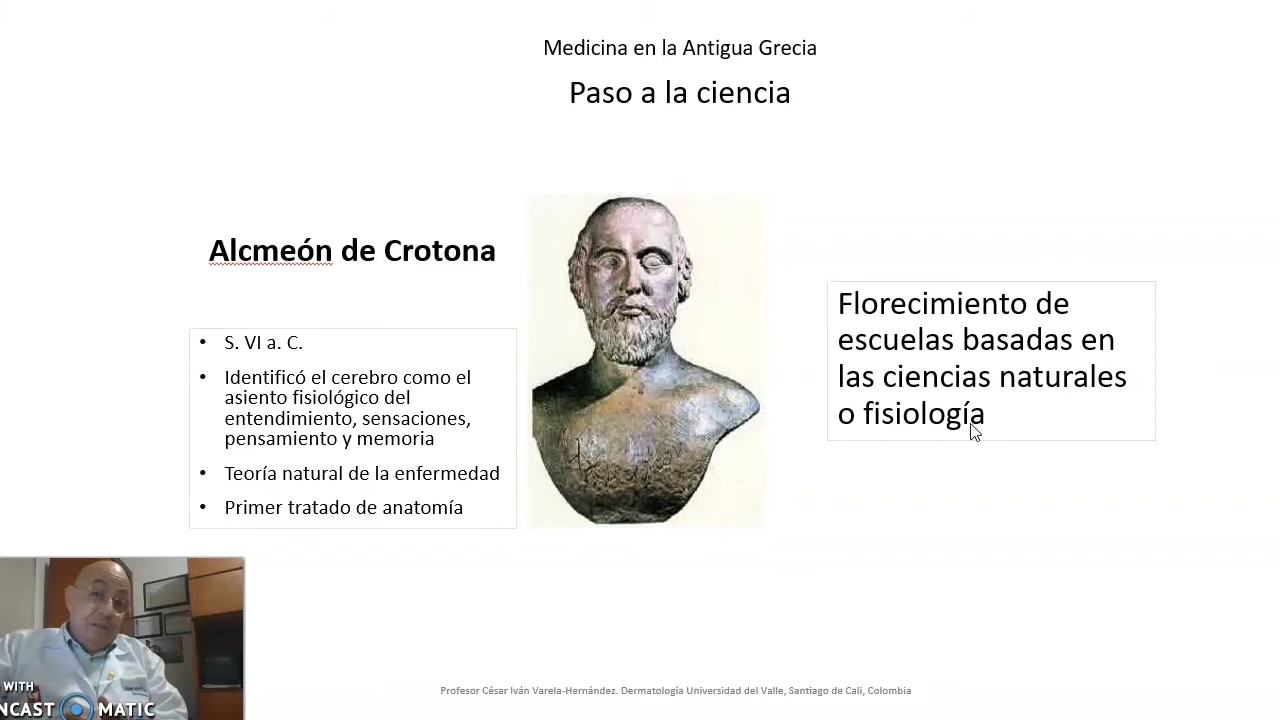 Medicina en la Antigua Grecia
Paso a la ciencia
Alcmeón de Crotona
• S. VI a. C.
• Identificó el cerebro como el
asiento fisiológico del
entendimiento, sensaciones,
pensamiento y memoria
• Teoría natural de la enfermedad
• Primer tratado de anatomía
Florecimiento de
escuelas basadas en
las ciencias naturales
o fisiología
WITH
NCAST MATIC
Profesor César Iván Varela-Hernández. Dermatología Universidad del Valle, Santiago de Cali, Colombia